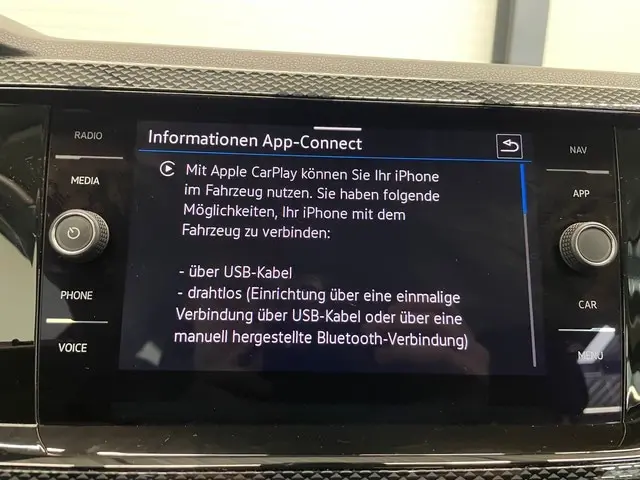 Informationen App-Connect
RADIO
MEDIA
PHONE
VOICE
Mit Apple CarPlay können Sie Ihr iPhone
im Fahrzeug nutzen. Sie haben folgende
Möglichkeiten, Ihr iPhone mit dem
Fahrzeug zu verbinden:
- über USB-Kabel
- drahtlos (Einrichtung über eine einmalige
Verbindung über USB-Kabel oder über eine
manuell hergestellte Bluetooth-Verbindung)
NAV
APP
CAR
MENU